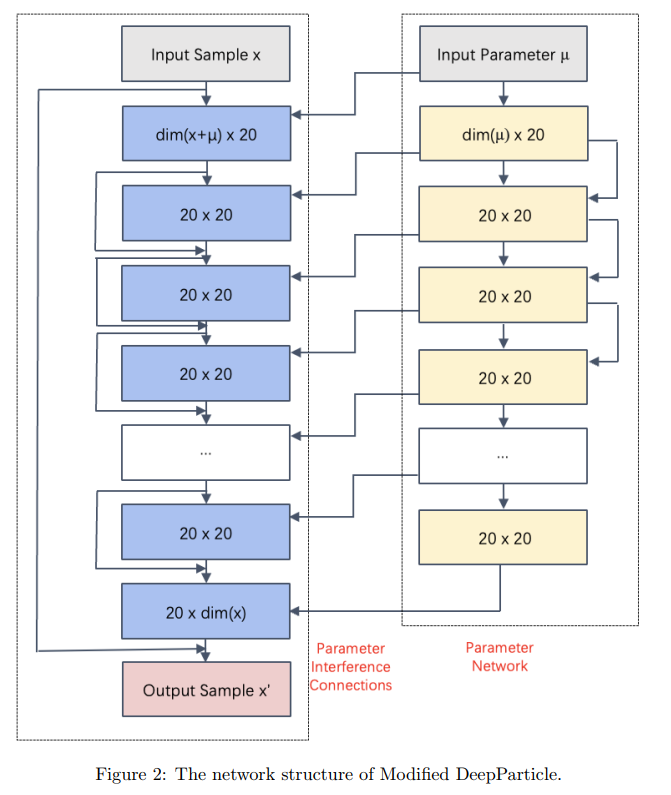 Input Sample x
dim(x+μ) x 20
20 x 20
20 x 20
20 x 20
...
20 x 20
20 x dim(x)
Output Sample x'
Input Parameter μ
dim(μ) x 20
20 x 20
20 x 20
20 x 20
...
20 x 20
Parameter
Interference
Connections
Parameter
Network
Figure 2: The network structure of Modified DeepParticle.